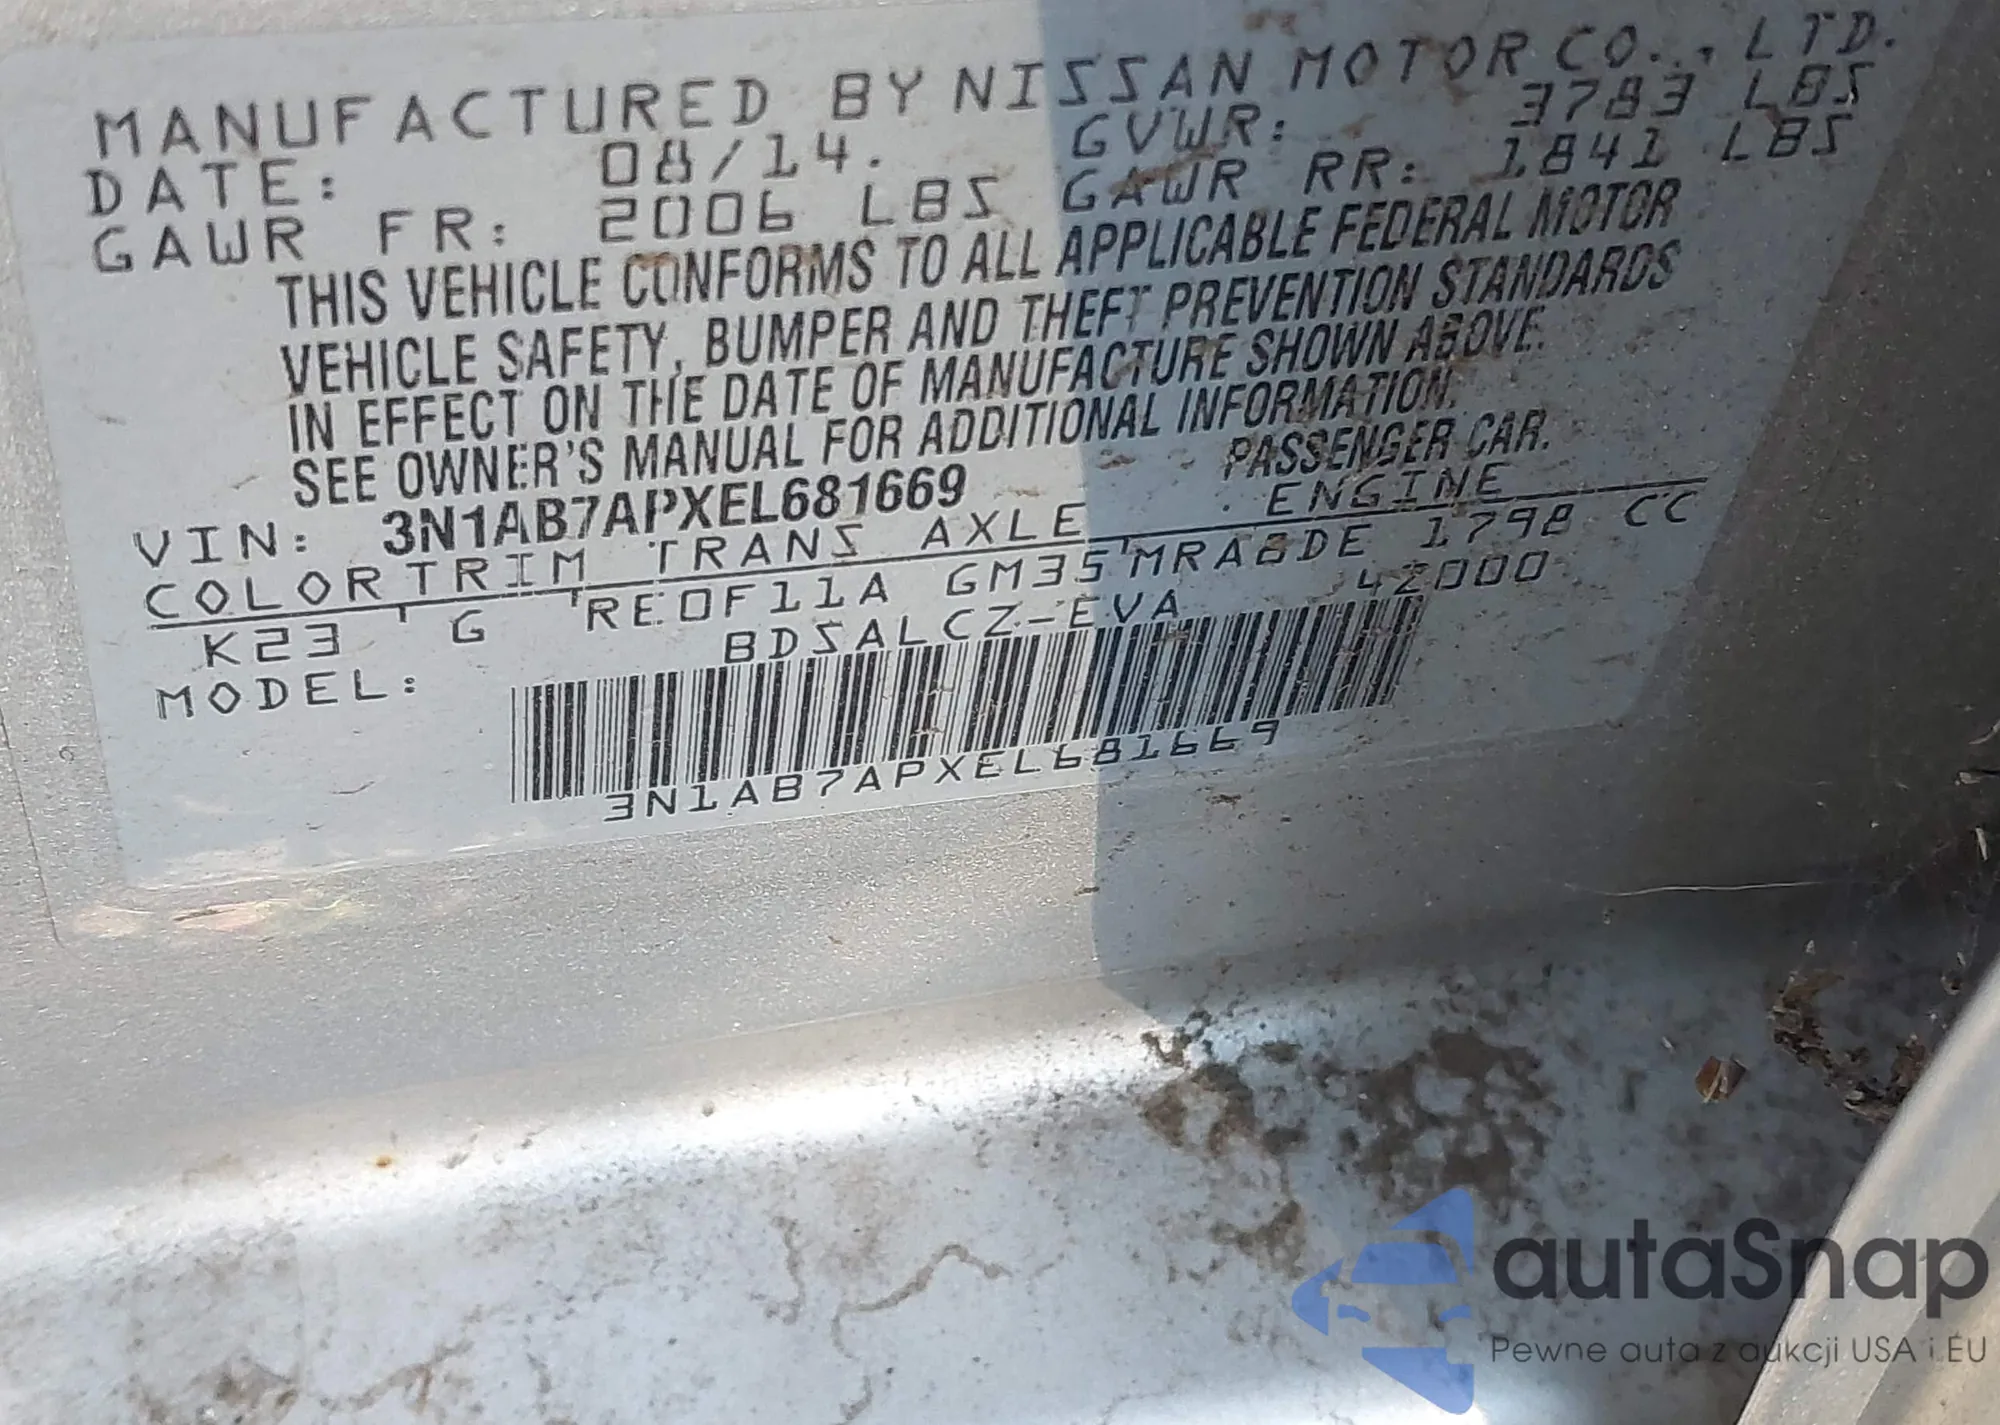 MANUFACTURED BY NISSAN MOTOR CO., LTD.
DATE: 08/14. GVWR: 3783 LBS
GAWR FR: 2006 LBS GAWR RR: 1841 LBS
THIS VEHICLE CONFORMS TO ALL APPLICABLE FEDERAL MOTOR
VEHICLE SAFETY, BUMPER AND THEFT PREVENTION STANDARDS
IN EFFECT ON THE DATE OF MANUFACTURE SHOWN ABOVE.
SEE OWNER'S MANUAL FOR ADDITIONAL INFORMATION.
VIN: 3N1AB7APXEL681669 PASSENGER CAR.
COLOR TRIM TRANS AXLE ENGINE
K23 G RE0F11A GM35 MRA8DE 1798 CC
MODEL: BDSALCZ-EVA 42000
3N1AB7APXEL681669
autaSnap
Pewne auta z aukcji USA i EU